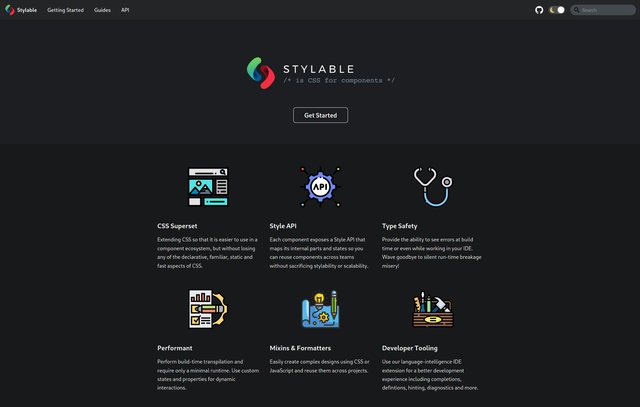 Stylable Getting Started Guides API Search
STYLABLE
/* is CSS for components */
Get Started
API
CSS Superset
Extending CSS so that it is easier to use in a
component ecosystem, but without losing
any of the declarative, familiar, static and
fast aspects of CSS.
Style API
Each component exposes a Style API that
maps its internal parts and states so you
can reuse components across teams
without sacrificing stylability or scalability.
Type Safety
Provide the ability to see errors at build
time or even while working in your IDE.
Wave goodbye to silent run-time breakage
misery!
Performant
Perform build-time transpilation and
require only a minimal runtime. Use custom
states and properties for dynamic
interactions.
Mixins & Formatters
Easily create complex designs using CSS or
JavaScript and reuse them across projects.
Developer Tooling
Use our language-intelligence IDE
extension for a better development
experience including completions,
defintions, hinting, diagnostics and more.